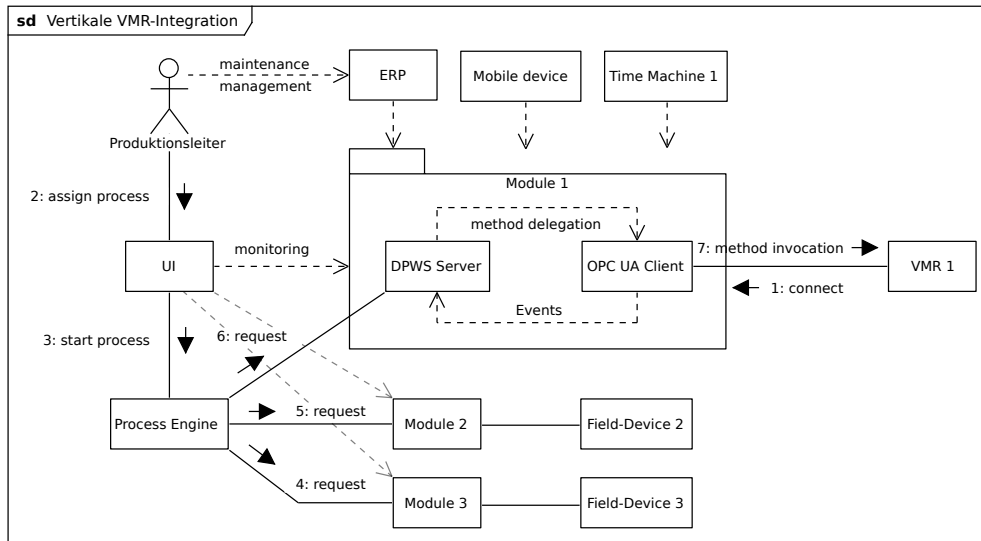 sd Vertikale VMR-Integration
maintenance
management
ERP
Mobile device
Time Machine 1
Produktionsleiter
Module 1
2: assign process
method delegation
monitoring
7: method invocation
UI
DPWS Server
OPC UA Client
VMR 1
1: connect
Events
3: start process
6: request
5: request
Process Engine
Module 2
Field-Device 2
4: request
Module 3
Field-Device 3